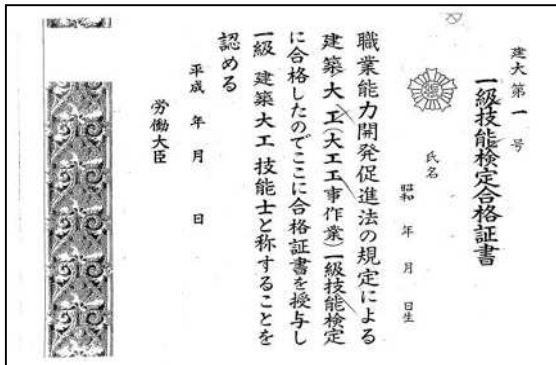 建大第一号
一級技能検定合格証書
氏名
昭和 年 月 日生
職業能力開発促進法の規定による
建築大工(大工工事作業)一級技能検定
に合格したのでここに合格証書を授与し
一級 建築大工 技能士と称することを
認める
平成 年 月 日
労働大臣